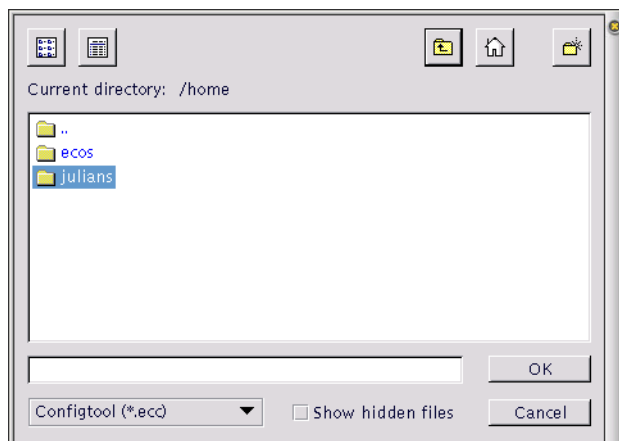 Current directory: /home
..
ecos
julians
OK
Configtool (*.ecc)
Show hidden files
Cancel